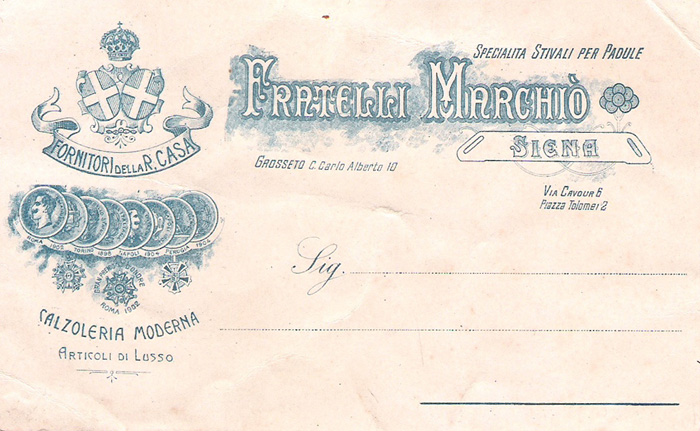 SPECIALITA STIVALI PER PADULE
FRATELLI MARCHIÒ
SIENA
GROSSETO C. Carlo Alberto 10
VIA CAVOUR 6
Piazza Tolomei 2
FORNITORI DELLA R. CASA
ROMA 1903 TORINO 1898 NAPOLI 1904 PERUGIA 1904
ROMA 1902
CALZOLERIA MODERNA
ARTICOLI DI LUSSO
Sig.